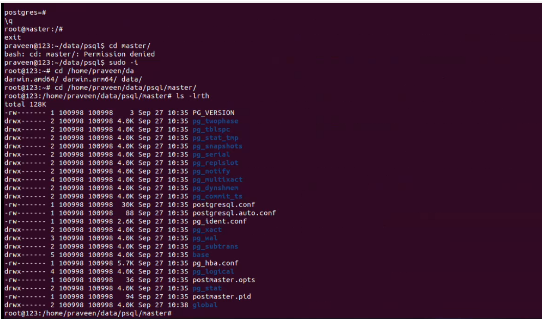 postgres=#
\q
root@master:/#
exit
praveen@123:~/data/psql$ cd master/
bash: cd: master/: Permission denied
praveen@123:~/data/psql$ sudo -i
root@123:~# cd /home/praveen/da
darwin.amd64/ darwin.arm64/ data/
root@123:~# cd /home/praveen/data/psql/master/
root@123:/home/praveen/data/psql/master# ls -lrth
total 128K
-rw------- 1 100998 100998    3 Sep 27 10:35 PG_VERSION
drwx------ 2 100998 100998 4.0K Sep 27 10:35 pg_twophase
drwx------ 2 100998 100998 4.0K Sep 27 10:35 pg_tblspc
drwx------ 2 100998 100998 4.0K Sep 27 10:35 pg_stat_tmp
drwx------ 2 100998 100998 4.0K Sep 27 10:35 pg_snapshots
drwx------ 2 100998 100998 4.0K Sep 27 10:35 pg_serial
drwx------ 2 100998 100998 4.0K Sep 27 10:35 pg_replslot
drwx------ 2 100998 100998 4.0K Sep 27 10:35 pg_notify
drwx------ 4 100998 100998 4.0K Sep 27 10:35 pg_multixact
drwx------ 2 100998 100998 4.0K Sep 27 10:35 pg_dynshmem
drwx------ 2 100998 100998 4.0K Sep 27 10:35 pg_commit_ts
-rw------- 1 100998 100998  30K Sep 27 10:35 postgresql.conf
-rw------- 1 100998 100998   88 Sep 27 10:35 postgresql.auto.conf
-rw------- 1 100998 100998 2.6K Sep 27 10:35 pg_ident.conf
drwx------ 2 100998 100998 4.0K Sep 27 10:35 pg_xact
drwx------ 3 100998 100998 4.0K Sep 27 10:35 pg_wal
drwx------ 2 100998 100998 4.0K Sep 27 10:35 pg_subtrans
drwx------ 5 100998 100998 4.0K Sep 27 10:35 base
-rw------- 1 100998 100998 5.7K Sep 27 10:35 pg_hba.conf
drwx------ 4 100998 100998 4.0K Sep 27 10:35 pg_logical
-rw------- 1 100998 100998   36 Sep 27 10:35 postmaster.opts
drwx------ 2 100998 100998 4.0K Sep 27 10:35 pg_stat
-rw------- 1 100998 100998   94 Sep 27 10:35 postmaster.pid
drwx------ 2 100998 100998 4.0K Sep 27 10:38 global
root@123:/home/praveen/data/psql/master#